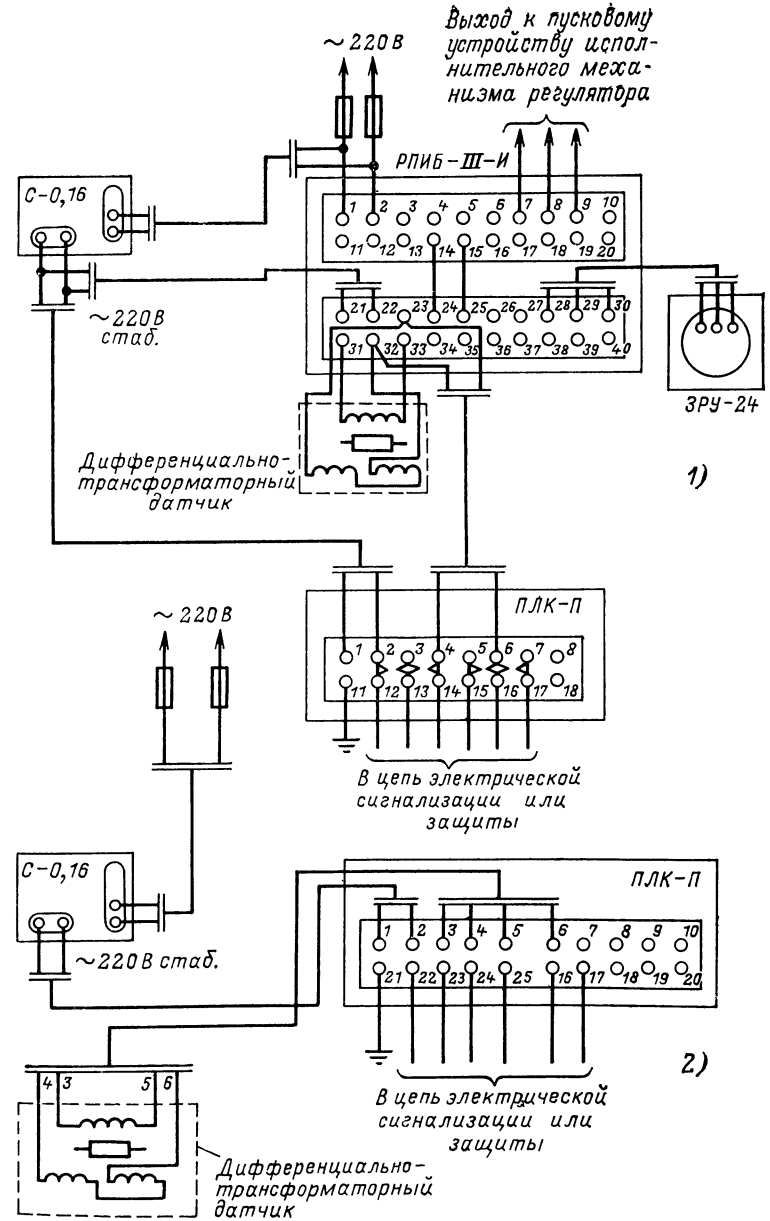 Выход к пусковому
устройству испол-
нительного меха-
низма регулятора
~ 220 В
РПИБ-III-И
С-0,16
1 2 3 4 5 6 7 8 9 10
11 12 13 14 15 16 17 18 19 20
21 22 23 24 25 26 27 28 29 30
31 32 33 34 35 36 37 38 39 40
~ 220 В
стаб.
ЗРУ-24
Дифференциально-
трансформаторный
датчик
1)
ПЛК-П
~ 220 В
1 2 3 4 5 6 7 8
11 12 13 14 15 16 17 18
В цепь электрической
сигнализации или
защиты
С-0,16
ПЛК-П
1 2 3 4 5 6 7 8 9 10
21 22 23 24 25 16 17 18 19 20
~ 220 В стаб.
2)
4 3 5 6
В цепь электрической
сигнализации или
защиты
Дифференциально-
трансформаторный
датчик